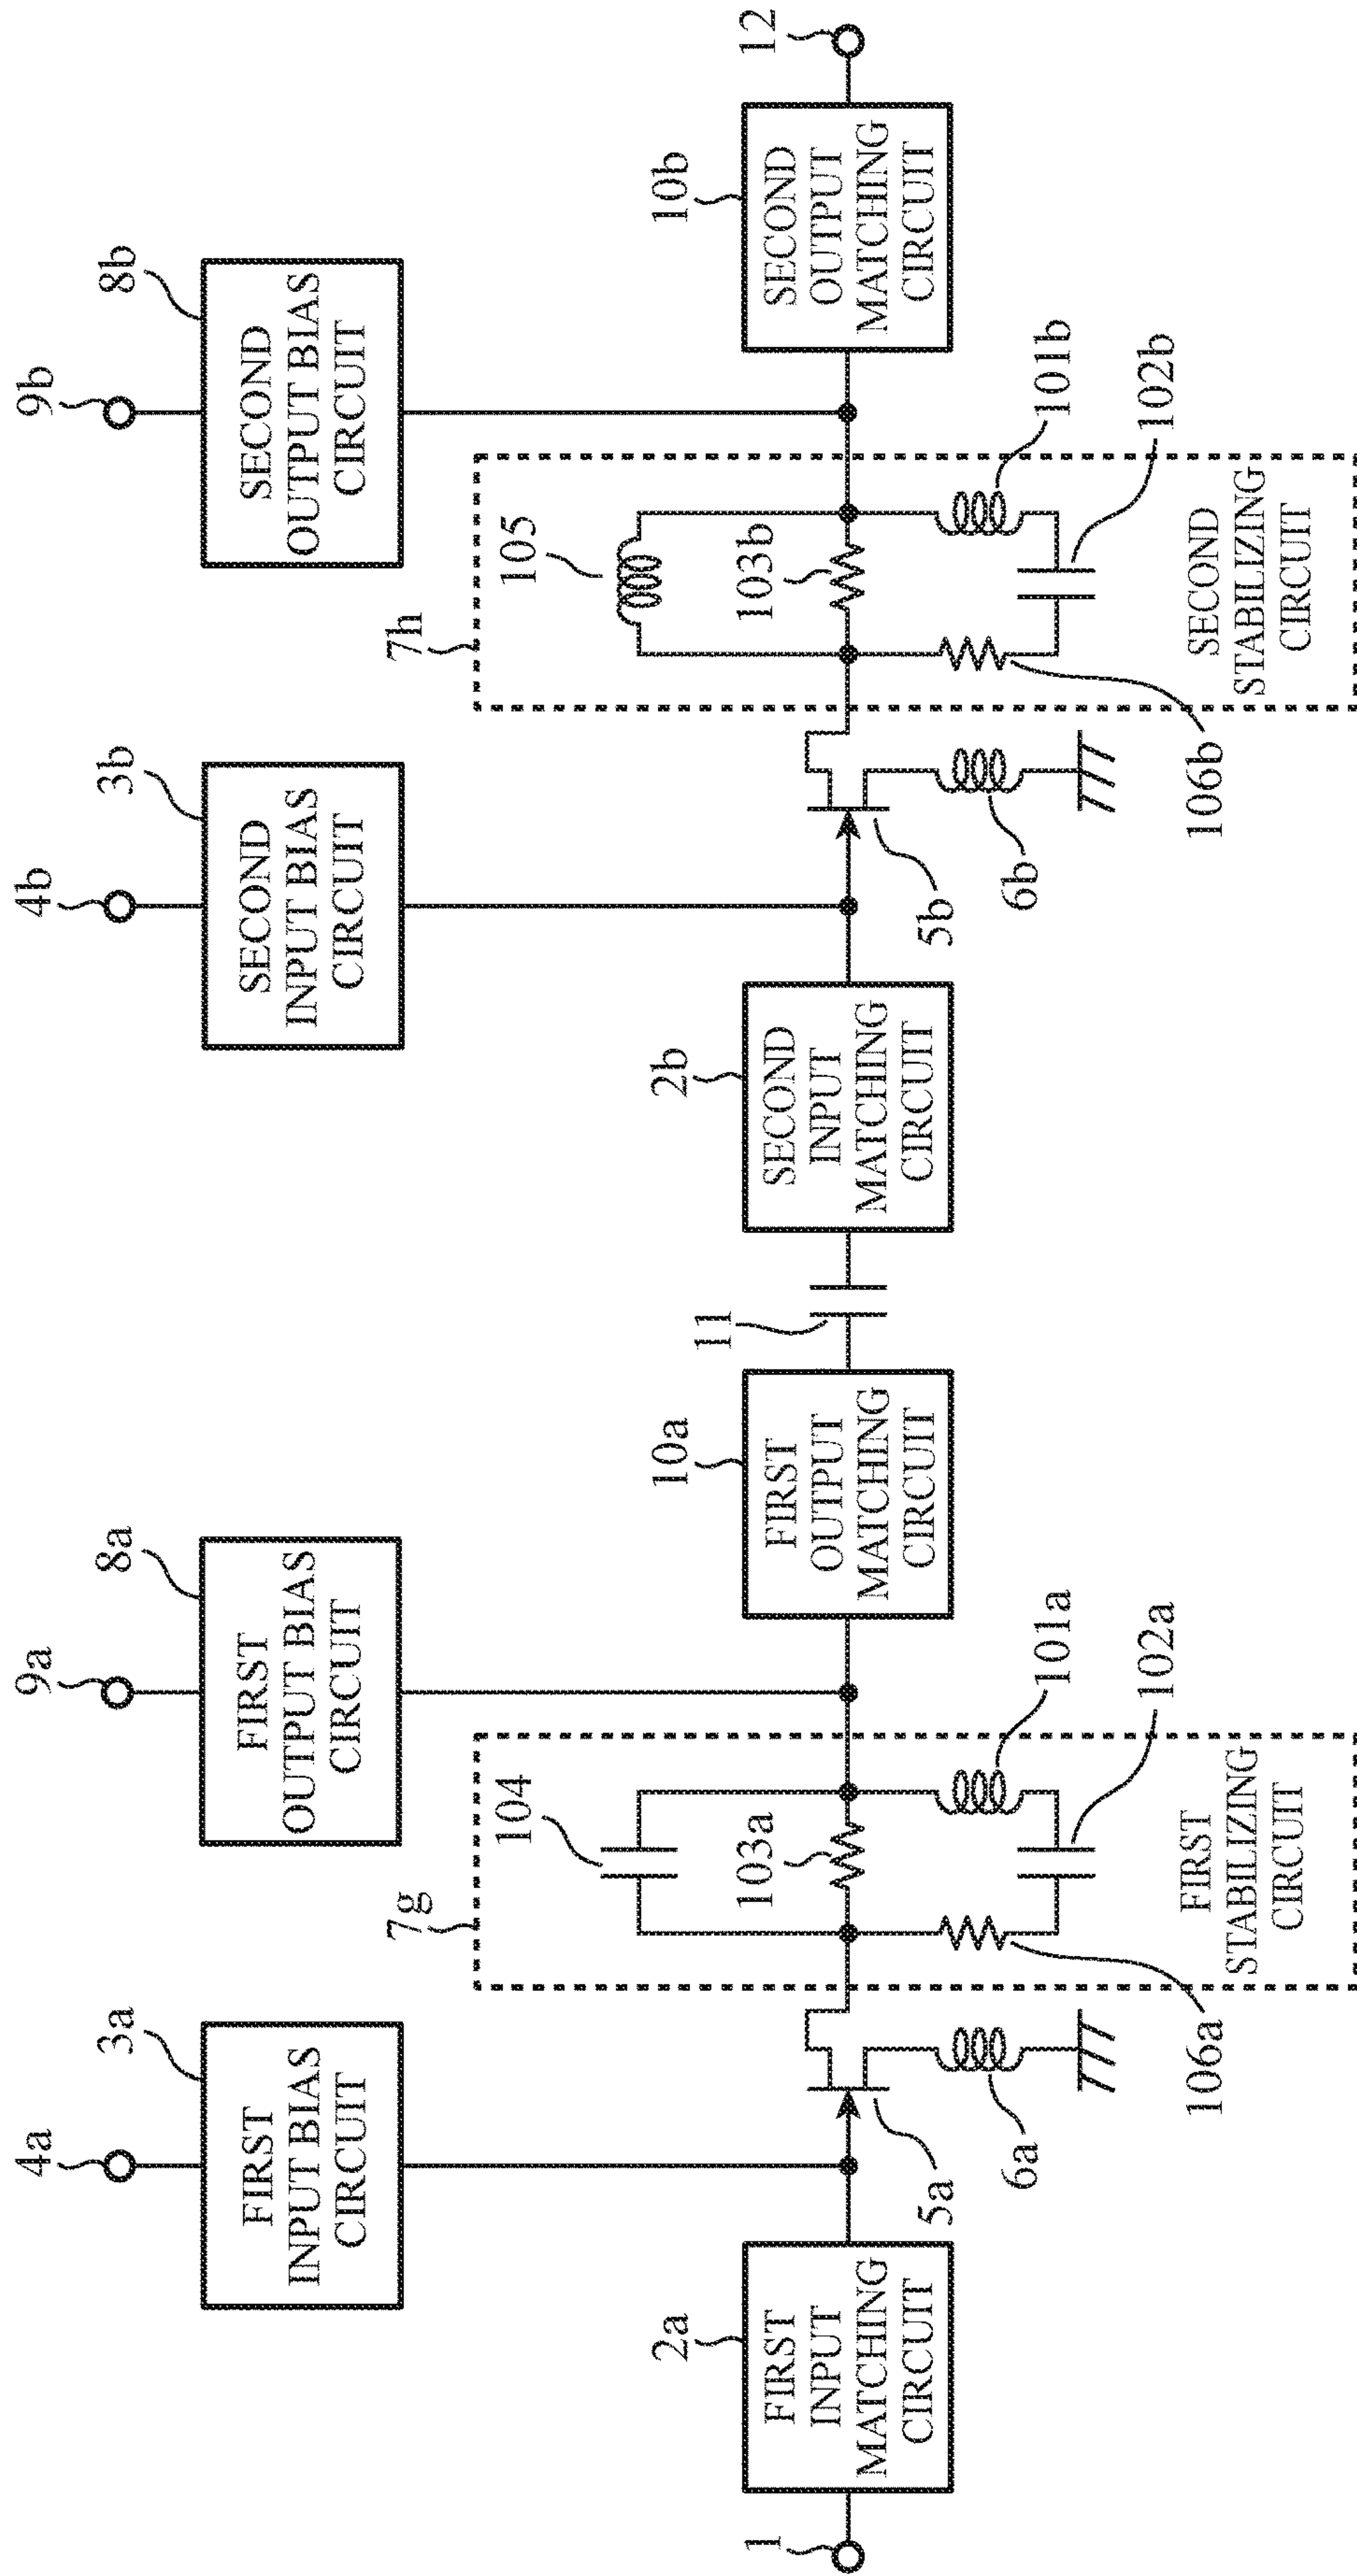 4a
3a
FIRST
INPUT BIAS
CIRCUIT
9a
8a
FIRST
OUTPUT BIAS
CIRCUIT
4b
3b
SECOND
INPUT BIAS
CIRCUIT
9b
8b
SECOND
OUTPUT BIAS
CIRCUIT
1
2a
FIRST
INPUT
MATCHING
CIRCUIT
5a
6a
7g
104
103a
101a
102a
106a
FIRST
STABILIZING
CIRCUIT
10a
FIRST
OUTPUT
MATCHING
CIRCUIT
11
2b
SECOND
INPUT
MATCHING
CIRCUIT
5b
6b
7h
105
103b
101b
102b
106b
SECOND
STABILIZING
CIRCUIT
10b
SECOND
OUTPUT
MATCHING
CIRCUIT
12